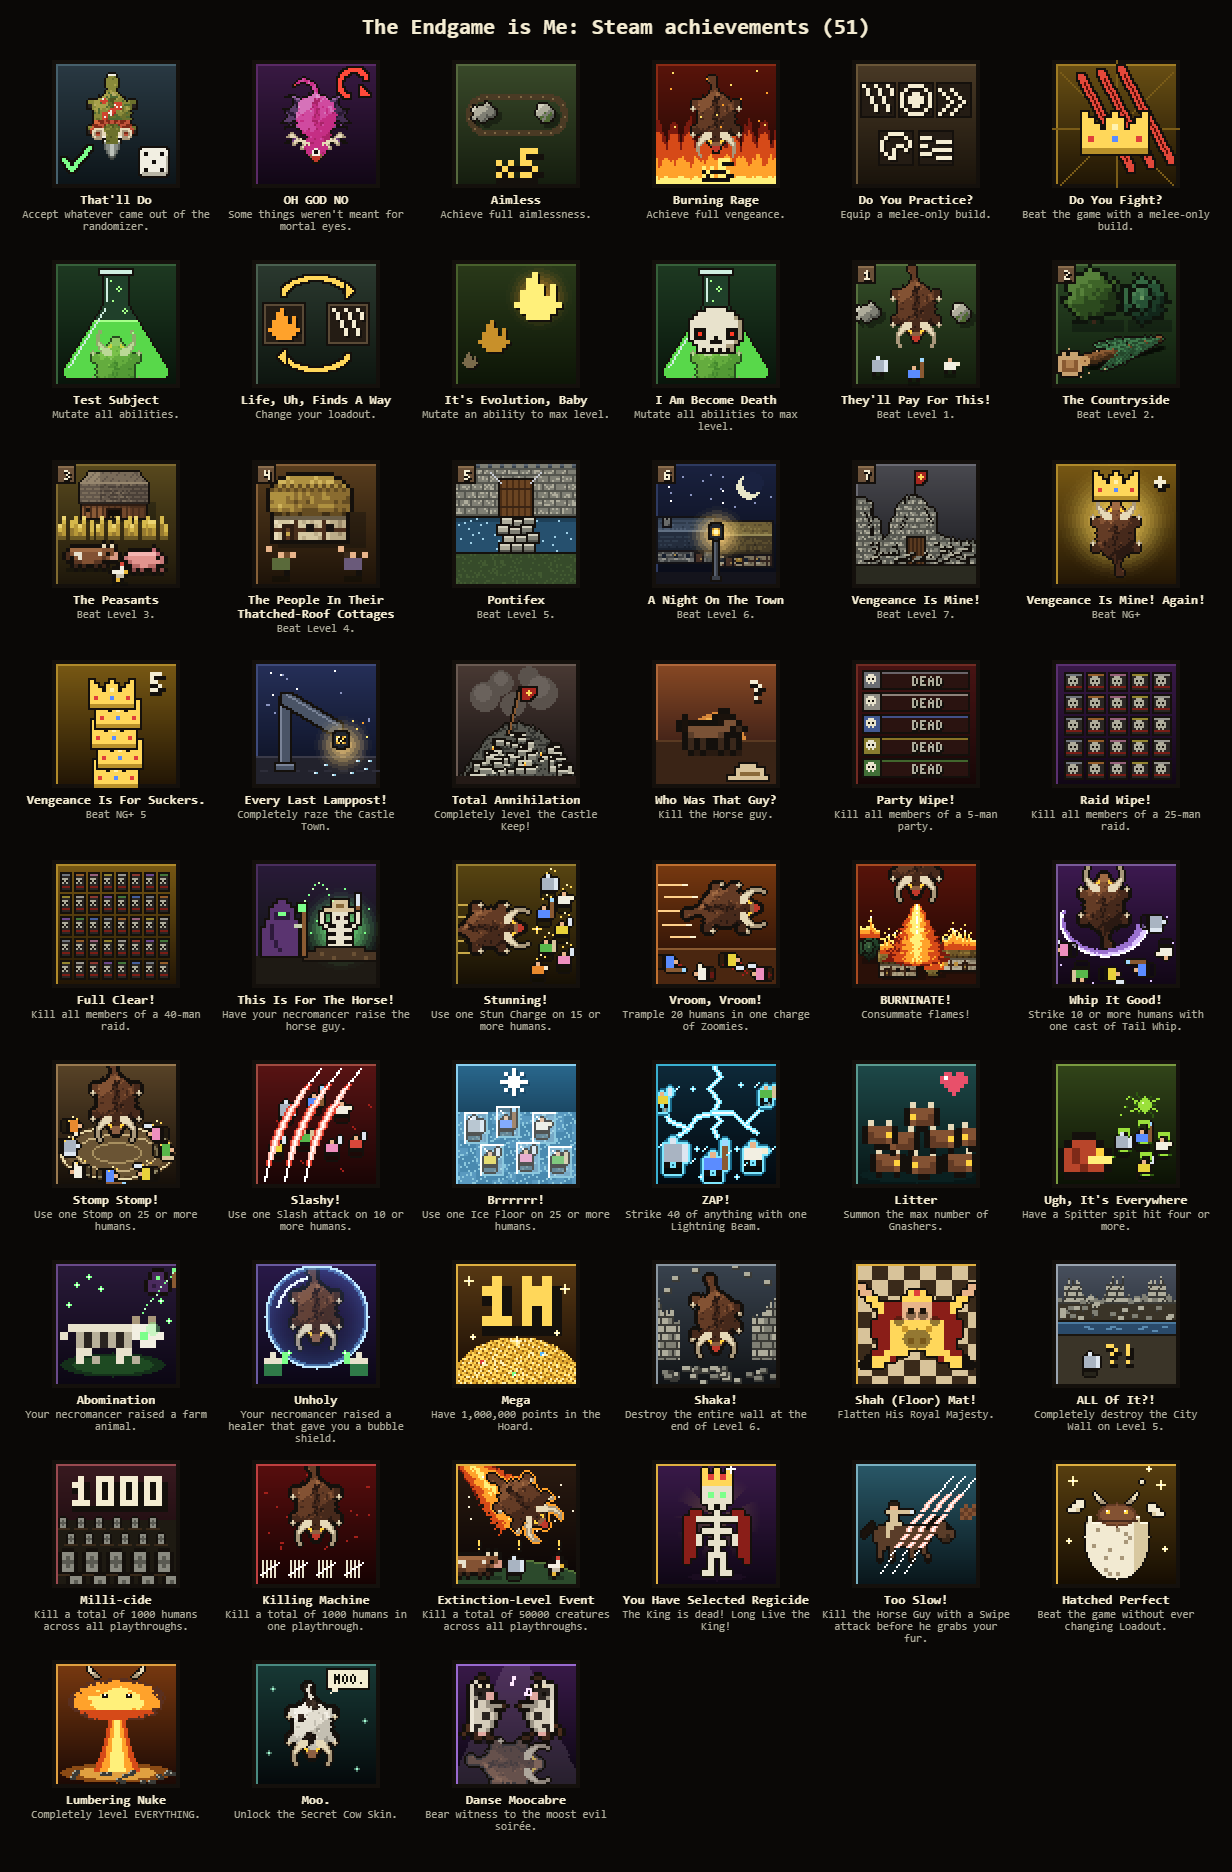 The Endgame is Me: Steam achievements (51)
x5
x5
That'll Do
Accept whatever came out of the
randomizer.
OH GOD NO
Some things weren't meant for
mortal eyes.
Aimless
Achieve full aimlessness.
Burning Rage
Achieve full vengeance.
Do You Practice?
Equip a melee-only build.
Do You Fight?
Beat the game with a melee-only
build.
1
2
Test Subject
Mutate all abilities.
Life, Uh, Finds A Way
Change your loadout.
It's Evolution, Baby
Mutate an ability to max level.
I Am Become Death
Mutate all abilities to max
level.
They'll Pay For This!
Beat Level 1.
The Countryside
Beat Level 2.
3
4
5
6
7
+
The Peasants
Beat Level 3.
The People In Their
Thatched-Roof Cottages
Beat Level 4.
Pontifex
Beat Level 5.
A Night On The Town
Beat Level 6.
Vengeance Is Mine!
Beat Level 7.
Vengeance Is Mine! Again!
Beat NG+
5
?
DEAD
DEAD
DEAD
DEAD
DEAD
Vengeance Is For Suckers.
Beat NG+ 5
Every Last Lamppost!
Completely raze the Castle
Town.
Total Annihilation
Completely level the Castle
Keep!
Who Was That Guy?
Kill the Horse guy.
Party Wipe!
Kill all members of a 5-man
party.
Raid Wipe!
Kill all members of a 25-man
raid.
Full Clear!
Kill all members of a 40-man
raid.
This Is For The Horse!
Have your necromancer raise the
horse guy.
Stunning!
Use one Stun Charge on 15 or
more humans.
Vroom, Vroom!
Trample 20 humans in one charge
of Zoomies.
BURNINATE!
Consummate flames!
Whip It Good!
Strike 10 or more humans with
one cast of Tail Whip.
Stomp Stomp!
Use one Stomp on 25 or more
humans.
Slashy!
Use one Slash attack on 10 or
more humans.
Brrrrrr!
Use one Ice Floor on 25 or more
humans.
ZAP!
Strike 40 of anything with one
Lightning Beam.
Litter
Summon the max number of
Gnashers.
Ugh, It's Everywhere
Have a Spitter spit hit four or
more.
1M
?!
Abomination
Your necromancer raised a farm
animal.
Unholy
Your necromancer raised a
healer that gave you a bubble
shield.
Mega
Have 1,000,000 points in the
Hoard.
Shaka!
Destroy the entire wall at the
end of Level 6.
Shah (Floor) Mat!
Flatten His Royal Majesty.
ALL Of It?!
Completely destroy the City
Wall on Level 5.
1000
Milli-cide
Kill a total of 1000 humans
across all playthroughs.
Killing Machine
Kill a total of 1000 humans in
one playthrough.
Extinction-Level Event
Kill a total of 50000 creatures
across all playthroughs.
You Have Selected Regicide
The King is dead! Long Live the
King!
Too Slow!
Kill the Horse Guy with a Swipe
attack before he grabs your
fur.
Hatched Perfect
Beat the game without ever
changing Loadout.
MOO.
Lumbering Nuke
Completely level EVERYTHING.
Moo.
Unlock the Secret Cow Skin.
Danse Moocabre
Bear witness to the moost evil
soirée.